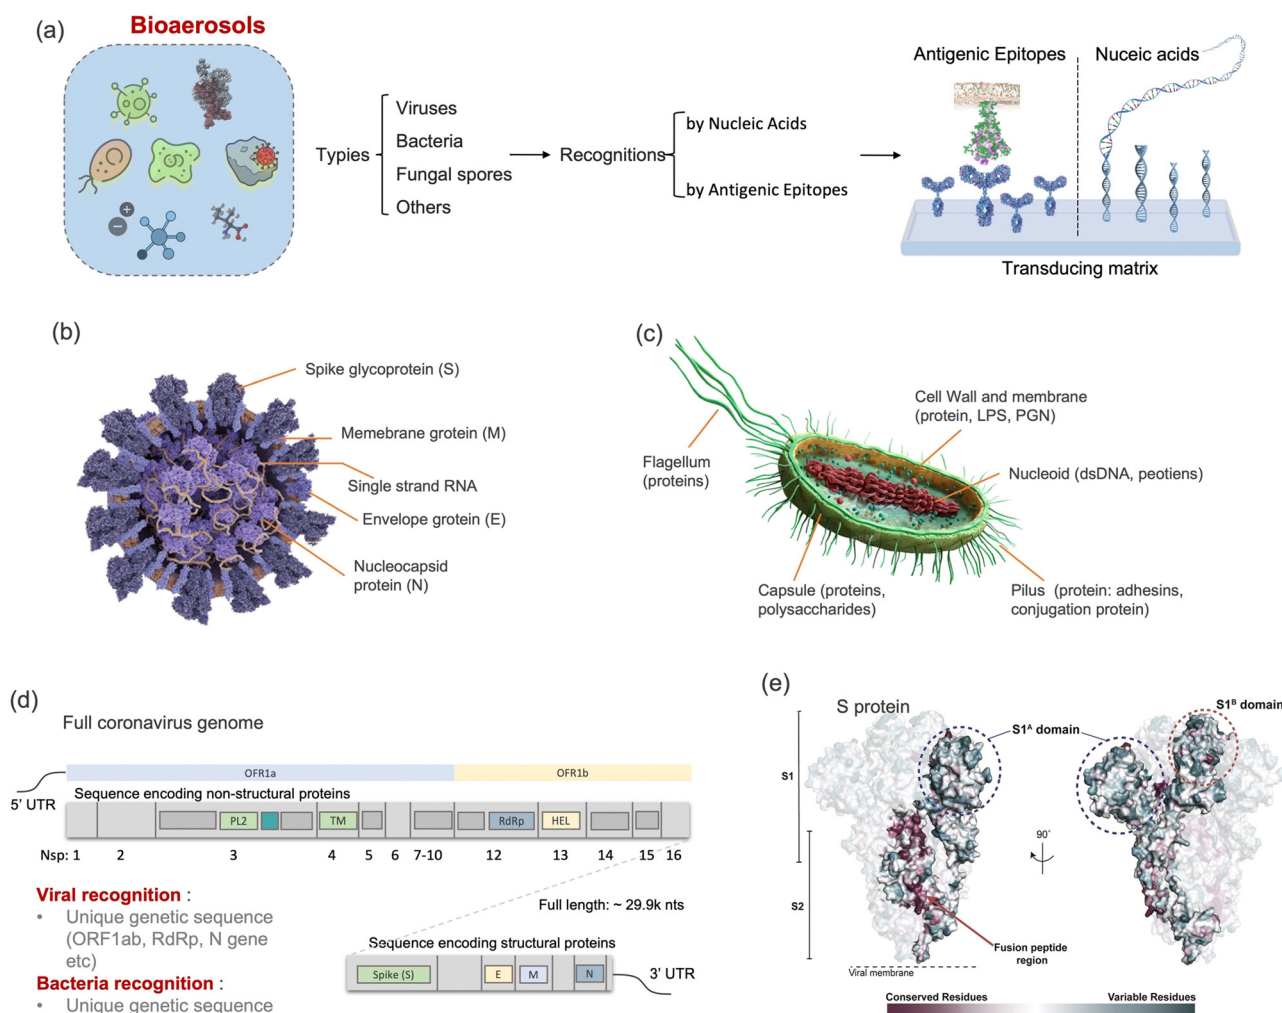 (a)
Bioaerosols
Typies
Viruses
Bacteria
Fungal spores
Others
Recognitions
by Nucleic Acids
by Antigenic Epitopes
Antigenic Epitopes
Nuceic acids
Transducing matrix
(b)
Spike glycoprotein (S)
Memebrane grotein (M)
Single strand RNA
Envelope grotein (E)
Nucleocapsid
protein (N)
(c)
Cell Wall and membrane
(protein, LPS, PGN)
Flagellum
(proteins)
Nucleoid (dsDNA, peotiens)
Capsule (proteins,
polysaccharides)
Pilus (protein: adhesins,
conjugation protein)
(d)
Full coronavirus genome
OFR1a
OFR1b
5' UTR
Sequence encoding non-structural proteins
PL2
TM
RdRp
HEL
Nsp: 1 2 3 4 5 6 7-10 12 13 14 15 16
Viral recognition :
• Unique genetic sequence
(ORF1ab, RdRp, N gene
etc)
Bacteria recognition :
• Unique genetic sequence
Full length: ~ 29.9k nts
Sequence encoding structural proteins
Spike (S)
E
M
N
3' UTR
(e)
S protein
S1ᴬ domain
S1ᴮ domain
S1
S2
90°
Fusion peptide
region
Viral membrane
Conserved Residues
Variable Residues